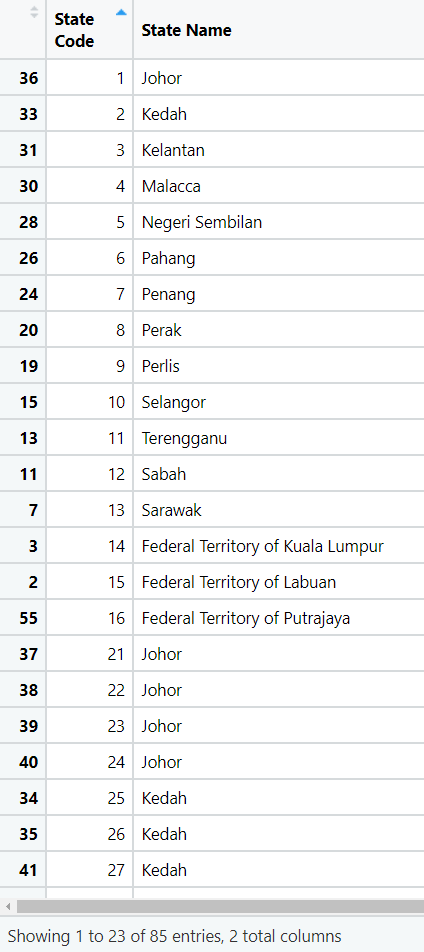 State Code State Name
36 1 Johor
33 2 Kedah
31 3 Kelantan
30 4 Malacca
28 5 Negeri Sembilan
26 6 Pahang
24 7 Penang
20 8 Perak
19 9 Perlis
15 10 Selangor
13 11 Terengganu
11 12 Sabah
7 13 Sarawak
3 14 Federal Territory of Kuala Lumpur
2 15 Federal Territory of Labuan
55 16 Federal Territory of Putrajaya
37 21 Johor
38 22 Johor
39 23 Johor
40 24 Johor
34 25 Kedah
35 26 Kedah
41 27 Kedah
Showing 1 to 23 of 85 entries, 2 total columns